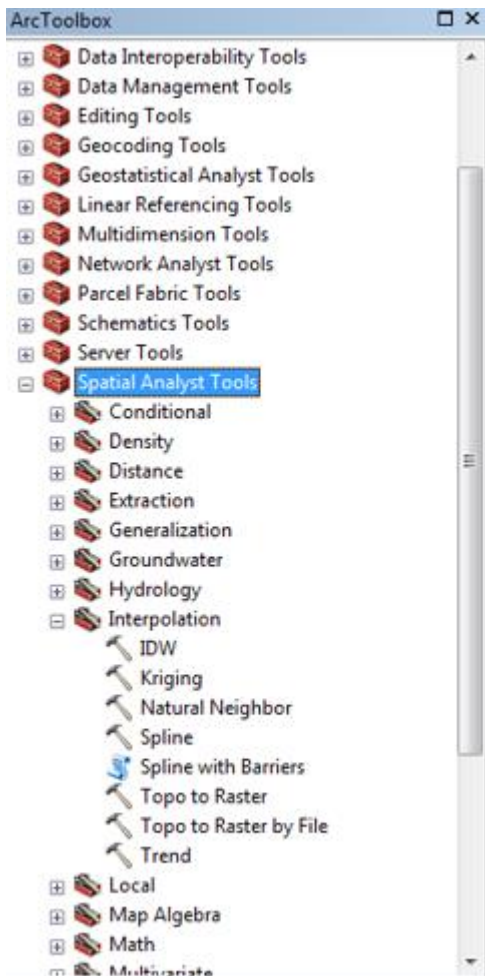 ArcToolbox
Data Interoperability Tools
Data Management Tools
Editing Tools
Geocoding Tools
Geostatistical Analyst Tools
Linear Referencing Tools
Multidimension Tools
Network Analyst Tools
Parcel Fabric Tools
Schematics Tools
Server Tools
Spatial Analyst Tools
Conditional
Density
Distance
Extraction
Generalization
Groundwater
Hydrology
Interpolation
IDW
Kriging
Natural Neighbor
Spline
Spline with Barriers
Topo to Raster
Topo to Raster by File
Trend
Local
Map Algebra
Math
Multivariate